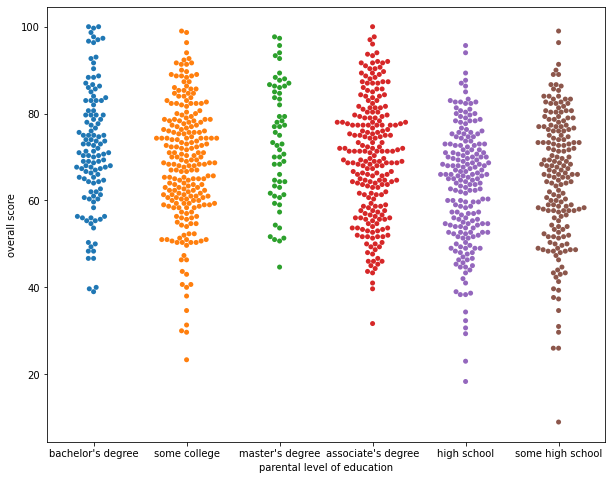 100
80
60
40
20
overall score
bachelor's degree some college master's degree associate's degree high school some high school
parental level of education